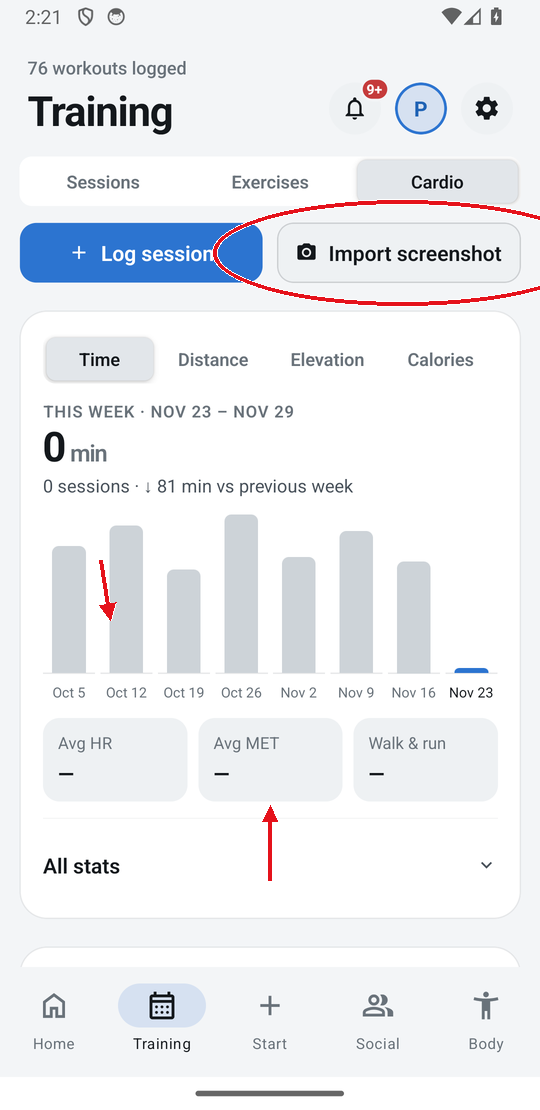 2:21
76 workouts logged
Training
9+
P
Sessions Exercises Cardio
+ Log session
Import screenshot
Time Distance Elevation Calories
THIS WEEK · NOV 23 – NOV 29
0 min
0 sessions · ↓ 81 min vs previous week
Oct 5 Oct 12 Oct 19 Oct 26 Nov 2 Nov 9 Nov 16 Nov 23
Avg HR Avg MET Walk & run
– – –
All stats
Home Training Start Social Body